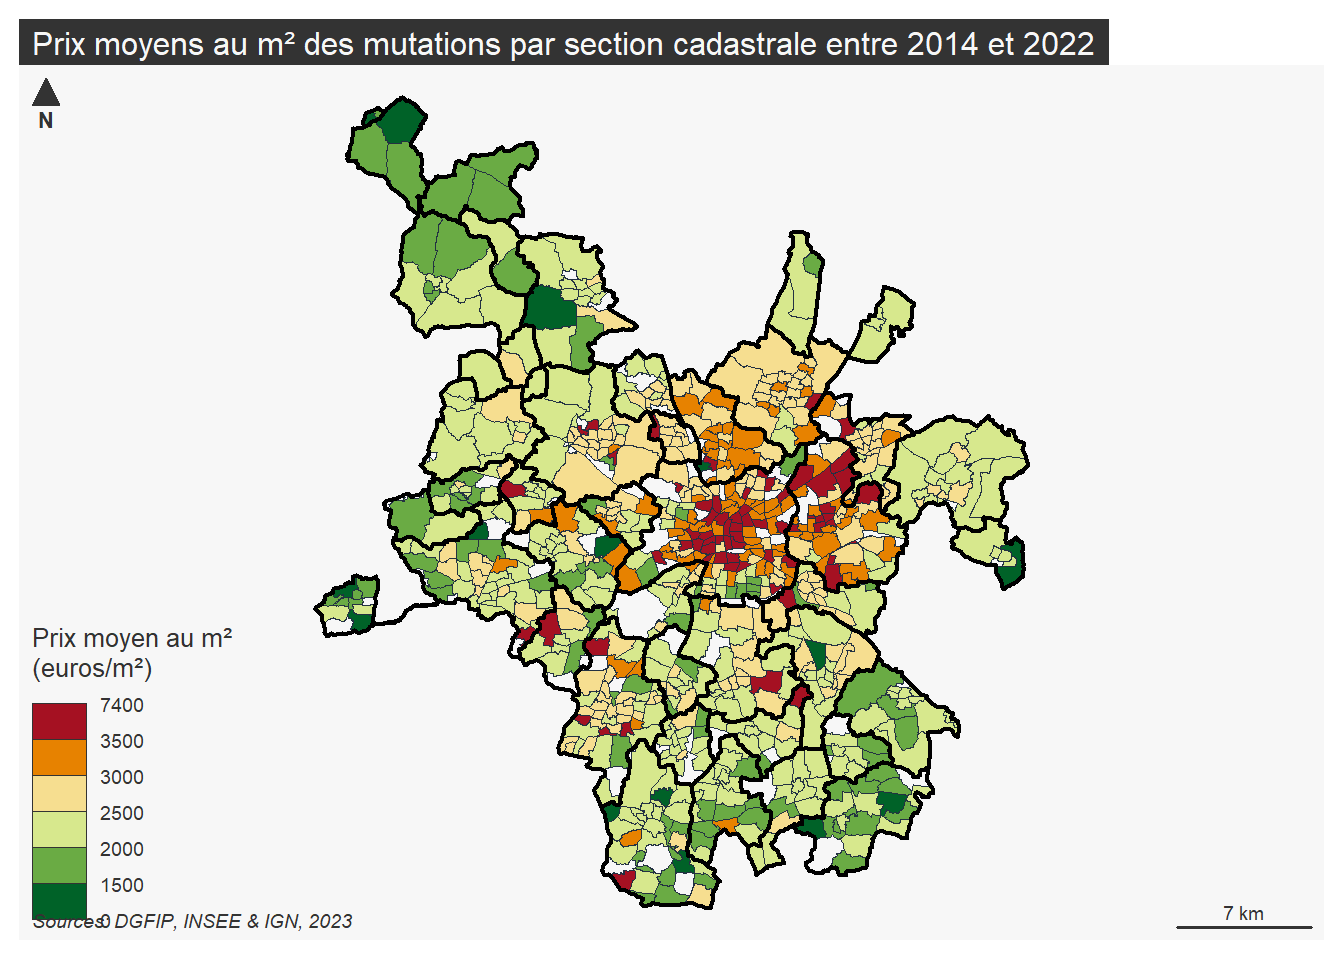 Prix moyens au m² des mutations par section cadastrale entre 2014 et 2022
N
Prix moyen au m²
(euros/m²)
7400
3500
3000
2500
2000
1500
0
Sources: DGFIP, INSEE & IGN, 2023
7 km